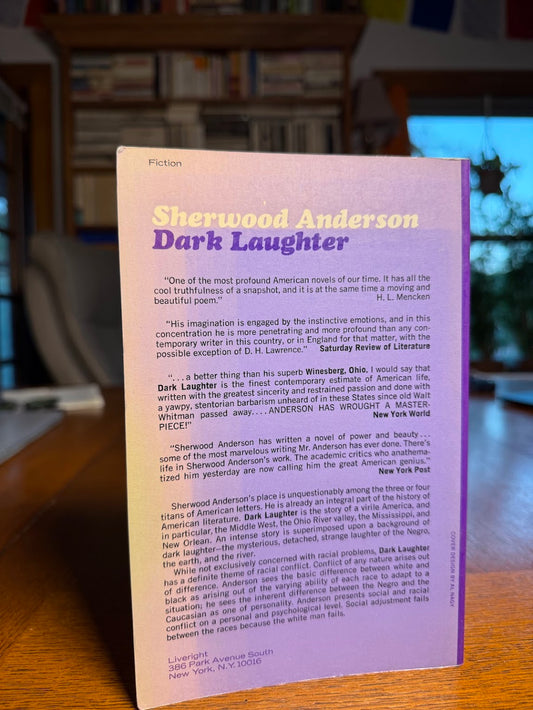 Fiction
Sherwood Anderson
Dark Laughter
"One of the most profound American novels of our time. It has all the
cool truthfulness of a snapshot, and it is at the same time a moving and
beautiful poem." H. L. Mencken
"His imagination is engaged by the instinctive emotions, and in this
concentration he is more penetrating and more profound than any con-
temporary writer in this country, or in England for that matter, with the
possible exception of D. H. Lawrence." Saturday Review of Literature
"...a better thing than his superb Winesberg, Ohio, I would say that
Dark Laughter is the finest contemporary estimate of American life,
written with the greatest sincerity and restrained passion and done with
a yawpy, stentorian barbarism unheard of in these States since old Walt
Whitman passed away.... ANDERSON HAS WROUGHT A MASTER-
PIECE!" New York World
"Sherwood Anderson has written a novel of power and beauty...
some of the most marvelous writing Mr. Anderson has ever done. There's
life in Sherwood Anderson's work. The academic critics who anathema-
tized him yesterday are now calling him the great American genius."
New York Post
Sherwood Anderson's place is unquestionably among the three or four
titans of American letters. He is already an integral part of the history of
American literature. Dark Laughter is the story of a virile America, and
in particular, the Middle West, the Ohio River valley, the Mississippi, and
New Orlean. An intense story is superimposed upon a background of
dark laughter—the mysterious, detached, strange laughter of the Negro,
the earth, and the river.
While not exclusively concerned with racial problems, Dark Laughter
has a definite theme of racial conflict. Conflict of any nature arises out
of difference. Anderson sees the basic difference between white and
black as arising out of the varying ability of each race to adapt to a
situation; he sees the inherent difference between the Negro and the
Caucasian as one of personality. Anderson presents social and racial
conflict on a personal and psychological level. Social adjustment fails
between the races because the white man fails.
COVER DESIGN BY AL NAGY
Liveright
386 Park Avenue South
New York, N.Y. 10016